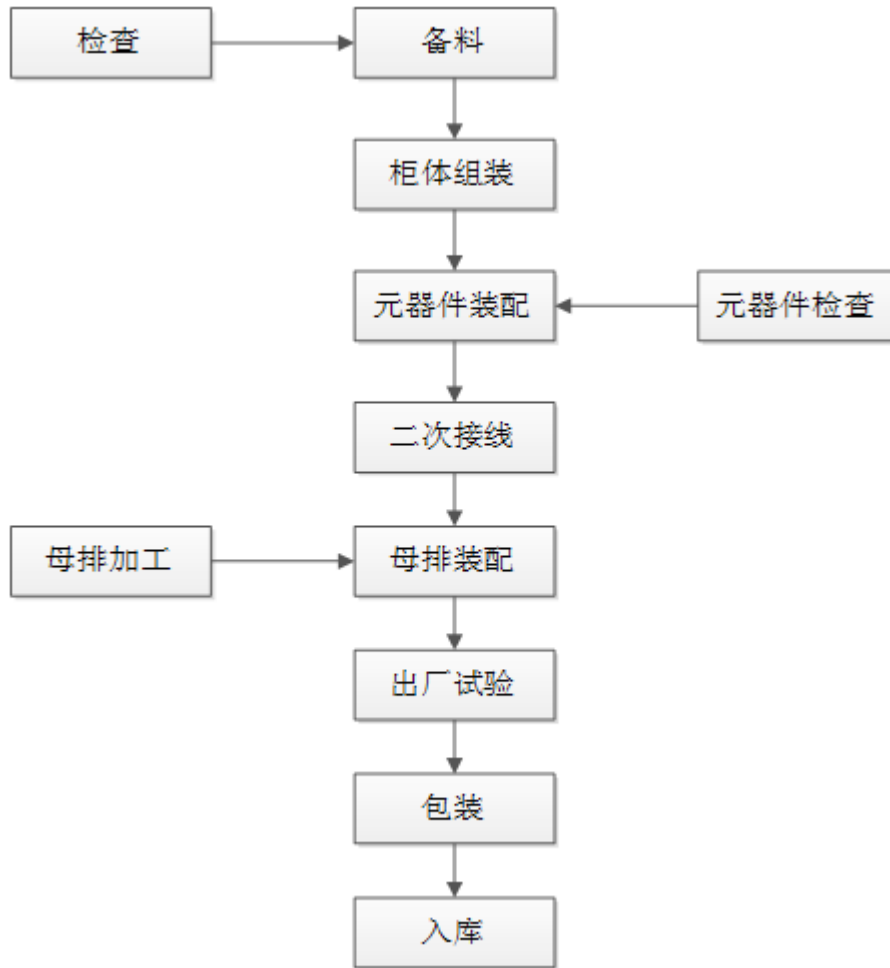 检查
备料
柜体组装
元器件装配
元器件检查
二次接线
母排加工
母排装配
出厂试验
包装
入库